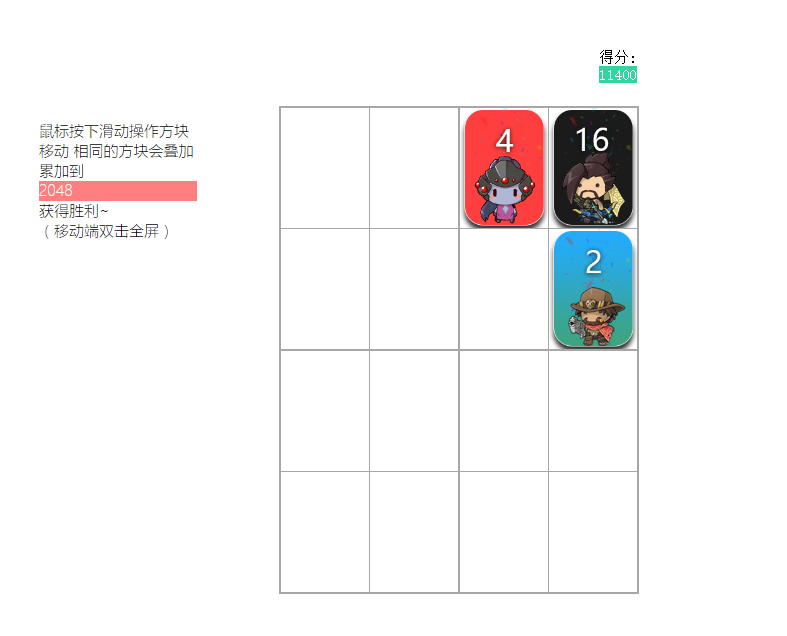 得分：
11400
鼠标按下滑动操作方块
移动 相同的方块会叠加
累加到
2048
获得胜利~
（移动端双击全屏）
4
16
2